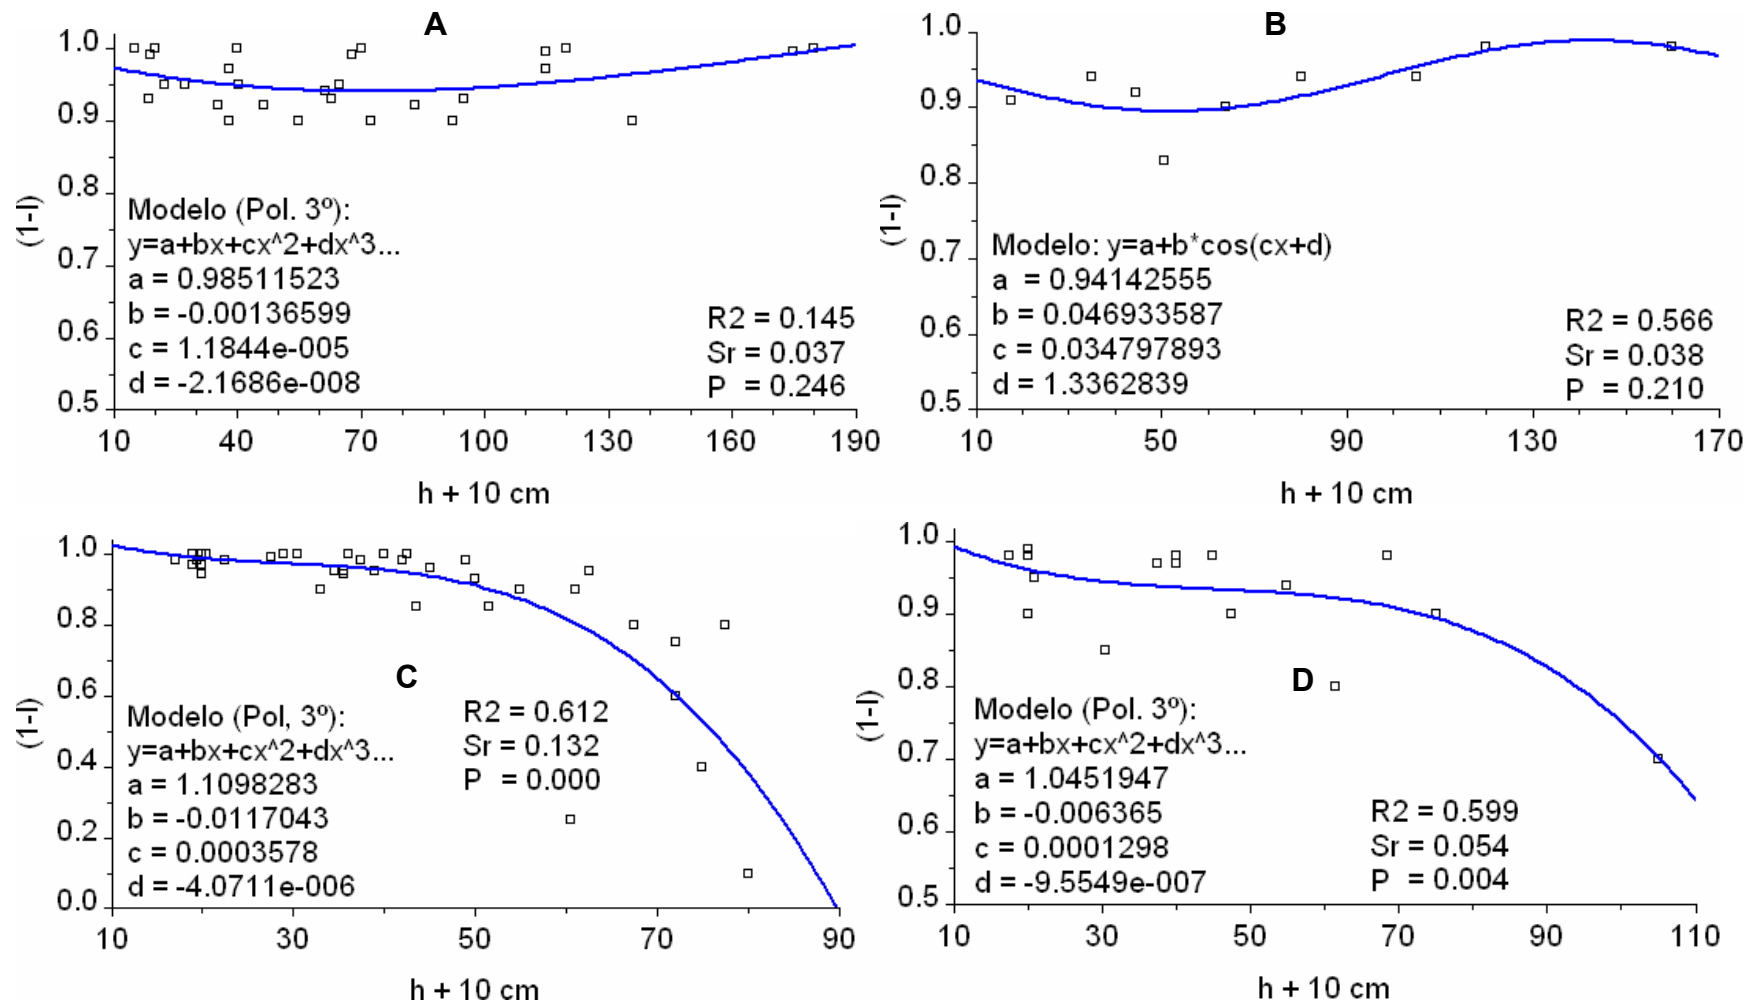 A
1.0
0.9
0.8
0.7
0.6
0.5
(1-I)
Modelo (Pol. 3º):
y=a+bx+cx^2+dx^3...
a = 0.98511523
b = -0.00136599
c = 1.1844e-005
d = -2.1686e-008
R2 = 0.145
Sr = 0.037
P = 0.246
10 40 70 100 130 160 190
h + 10 cm
B
1.0
0.9
0.8
0.7
0.6
0.5
(1-I)
Modelo: y=a+b*cos(cx+d)
a = 0.94142555
b = 0.046933587
c = 0.034797893
d = 1.3362839
R2 = 0.566
Sr = 0.038
P = 0.210
10 50 90 130 170
h + 10 cm
C
1.0
0.8
0.6
0.4
0.2
0.0
(1-I)
Modelo (Pol, 3º):
y=a+bx+cx^2+dx^3...
a = 1.1098283
b = -0.0117043
c = 0.0003578
d = -4.0711e-006
R2 = 0.612
Sr = 0.132
P = 0.000
10 30 50 70 90
h + 10 cm
D
1.0
0.9
0.8
0.7
0.6
0.5
(1-I)
Modelo (Pol. 3º):
y=a+bx+cx^2+dx^3...
a = 1.0451947
b = -0.006365
c = 0.0001298
d = -9.5549e-007
R2 = 0.599
Sr = 0.054
P = 0.004
10 30 50 70 90 110
h + 10 cm